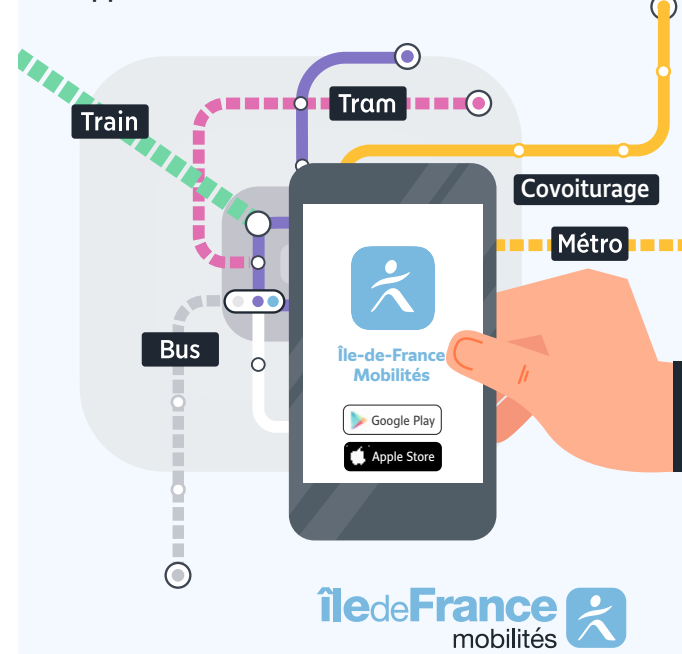 Tram
Train
Covoiturage
Métro
Bus
Île-de-France
Mobilités
Google Play
Apple Store
îledeFrance
mobilités